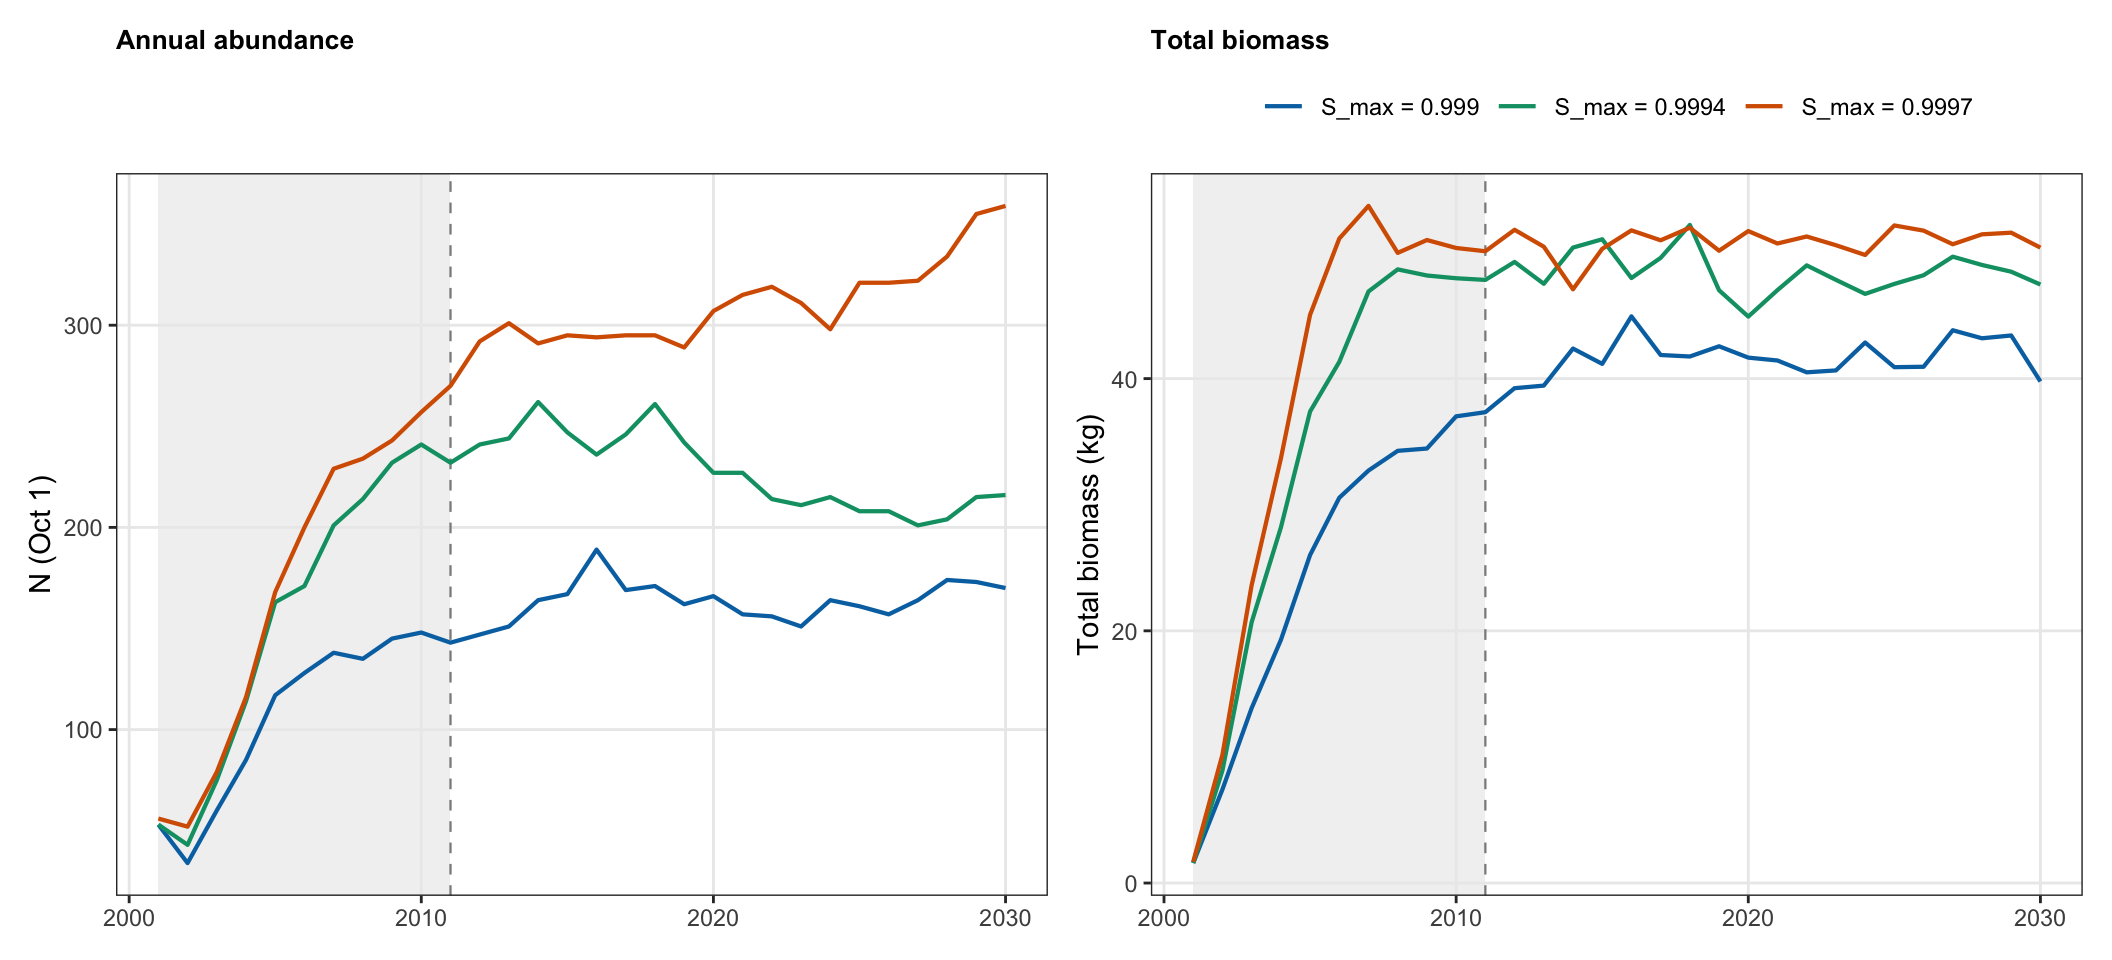 Annual abundance
Total biomass
S_max = 0.999
S_max = 0.9994
S_max = 0.9997
N (Oct 1)
300
200
100
2000
2010
2020
2030
Total biomass (kg)
40
20
0
2000
2010
2020
2030